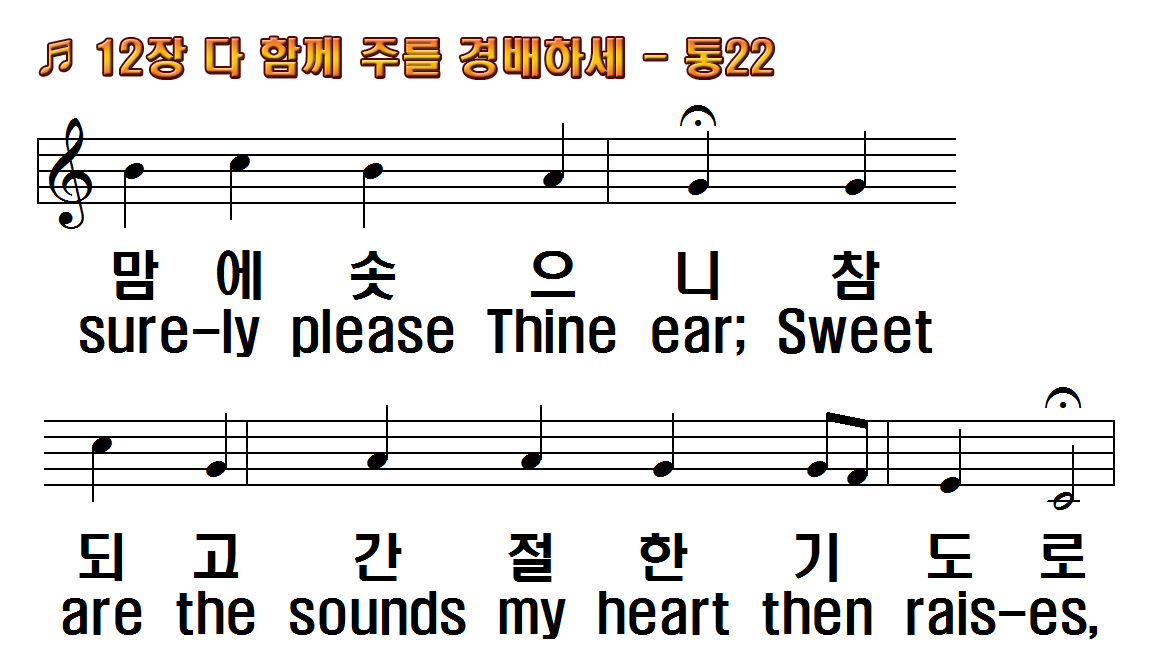 ♬ 12장 다 함께 주를 경배하세 - 통22
맘 에 솟 으 니 참
sure-ly please Thine ear; Sweet
되 고 간 절 한 기 도 로
are the sounds my heart then rais-es,